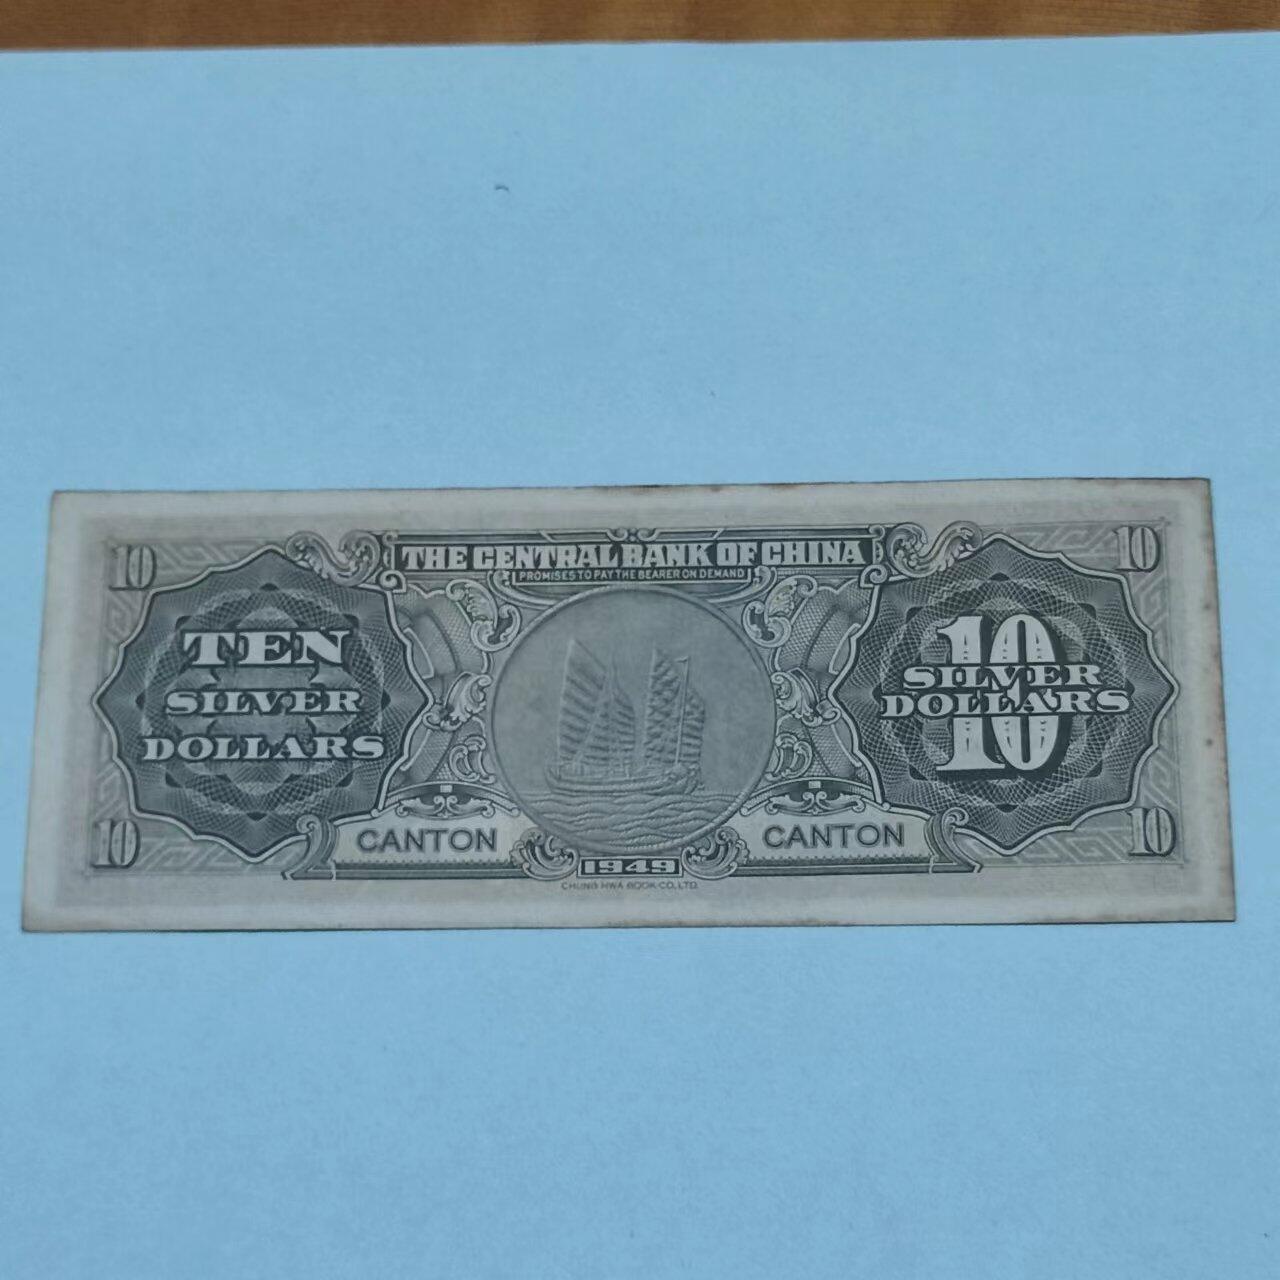 10
10
THE CENTRAL BANK OF CHINA
PROMISES TO PAY THE BEARER ON DEMAND
TEN
SILVER
DOLLARS
10
SILVER
DOLLARS
10
CANTON
CANTON
10
10
1949
CHUNG HWA BOOK CO., LTD.